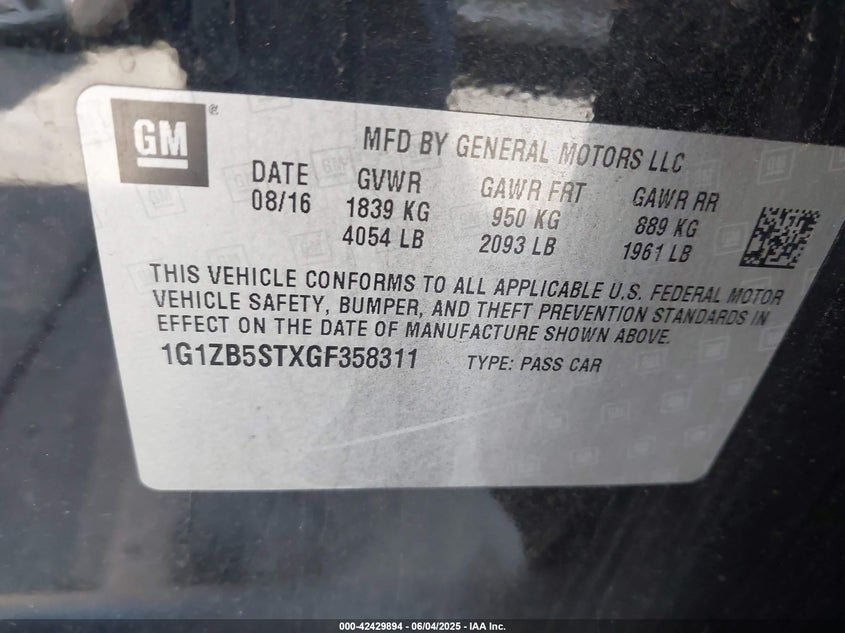 GM®
MFD BY GENERAL MOTORS LLC
DATE GVWR GAWR FRT GAWR RR
08/16 1839 KG 950 KG 889 KG
4054 LB 2093 LB 1961 LB
THIS VEHICLE CONFORMS TO ALL APPLICABLE U.S. FEDERAL MOTOR
VEHICLE SAFETY, BUMPER, AND THEFT PREVENTION STANDARDS IN
EFFECT ON THE DATE OF MANUFACTURE SHOWN ABOVE.
1G1ZB5STXGF358311 TYPE: PASS CAR
000-42429894 - 06/04/2025 - IAA Inc.